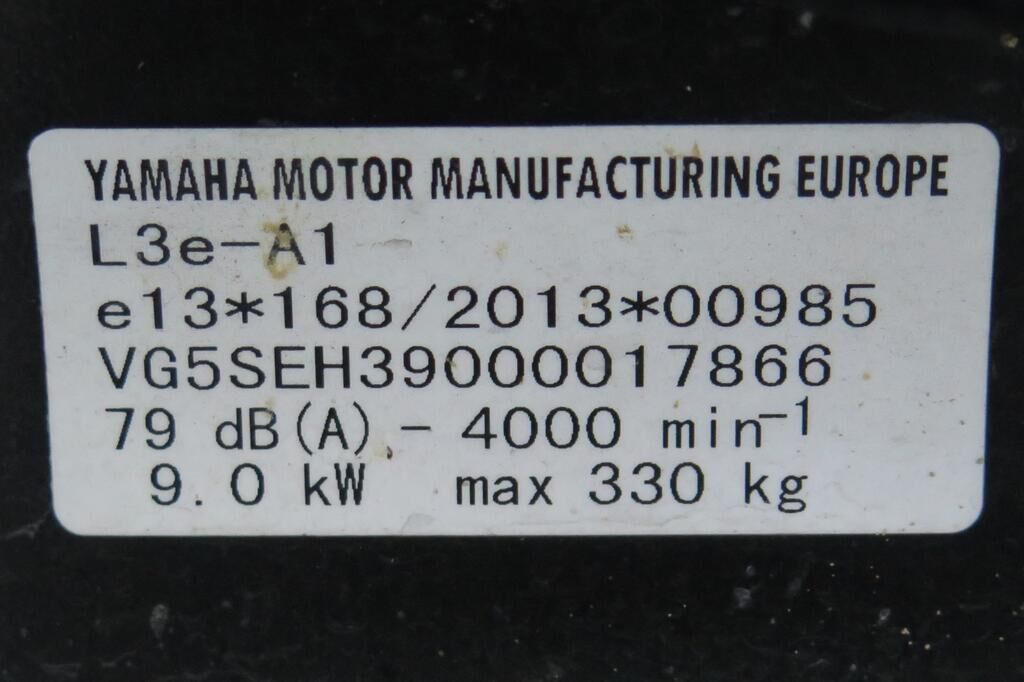 YAMAHA MOTOR MANUFACTURING EUROPE
L3e-A1
e13*168/2013*00985
VG5SEH39000017866
79 dB(A) - 4000 min⁻¹
9.0 kW max 330 kg